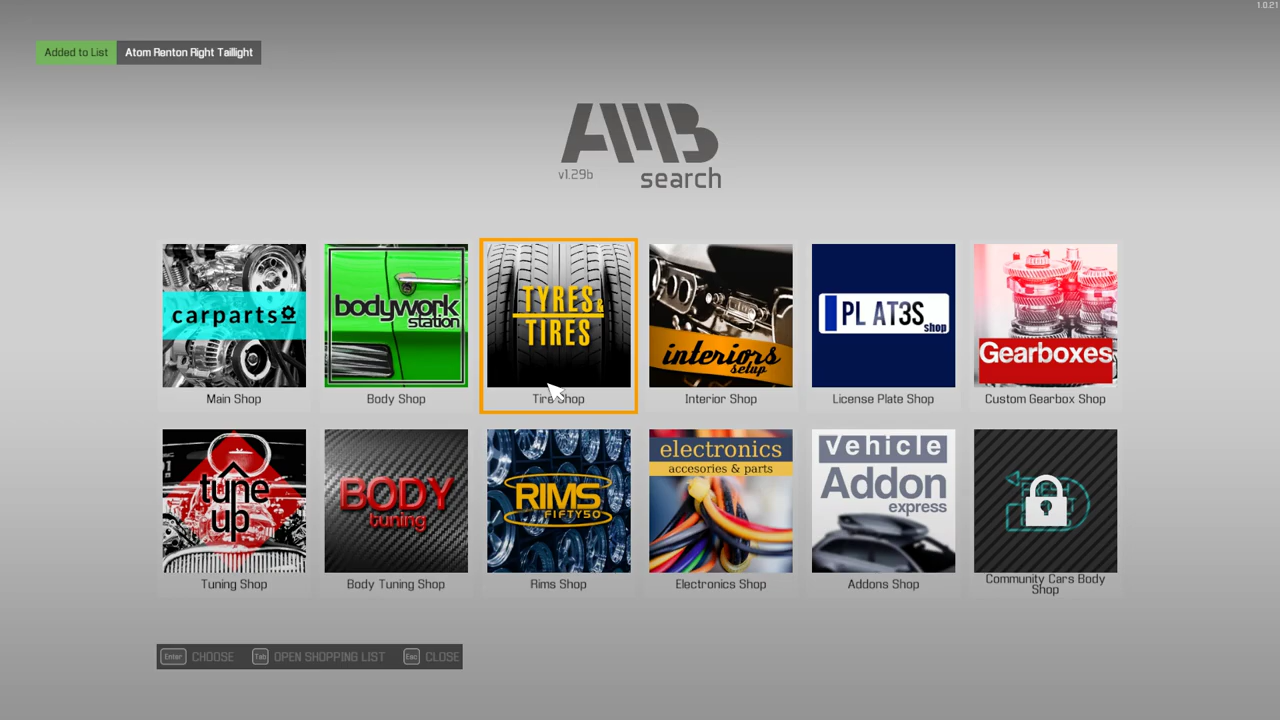 1.0.21
Added to List Atom Renton Right Taillight
AMB
v1.29b search
carparts
bodywork
station
TYRES&
TIRES
interiors
setup
PL AT3S
shop
Gearboxes
Main Shop
Body Shop
Tire Shop
Interior Shop
License Plate Shop
Custom Gearbox Shop
tune
up
BODY
tuning
RIMS
FIFTY50
electronics
accesories & parts
vehicle
Addon
express
Tuning Shop
Body Tuning Shop
Rims Shop
Electronics Shop
Addons Shop
Community Cars Body
Shop
Enter CHOOSE Tab OPEN SHOPPING LIST Esc CLOSE